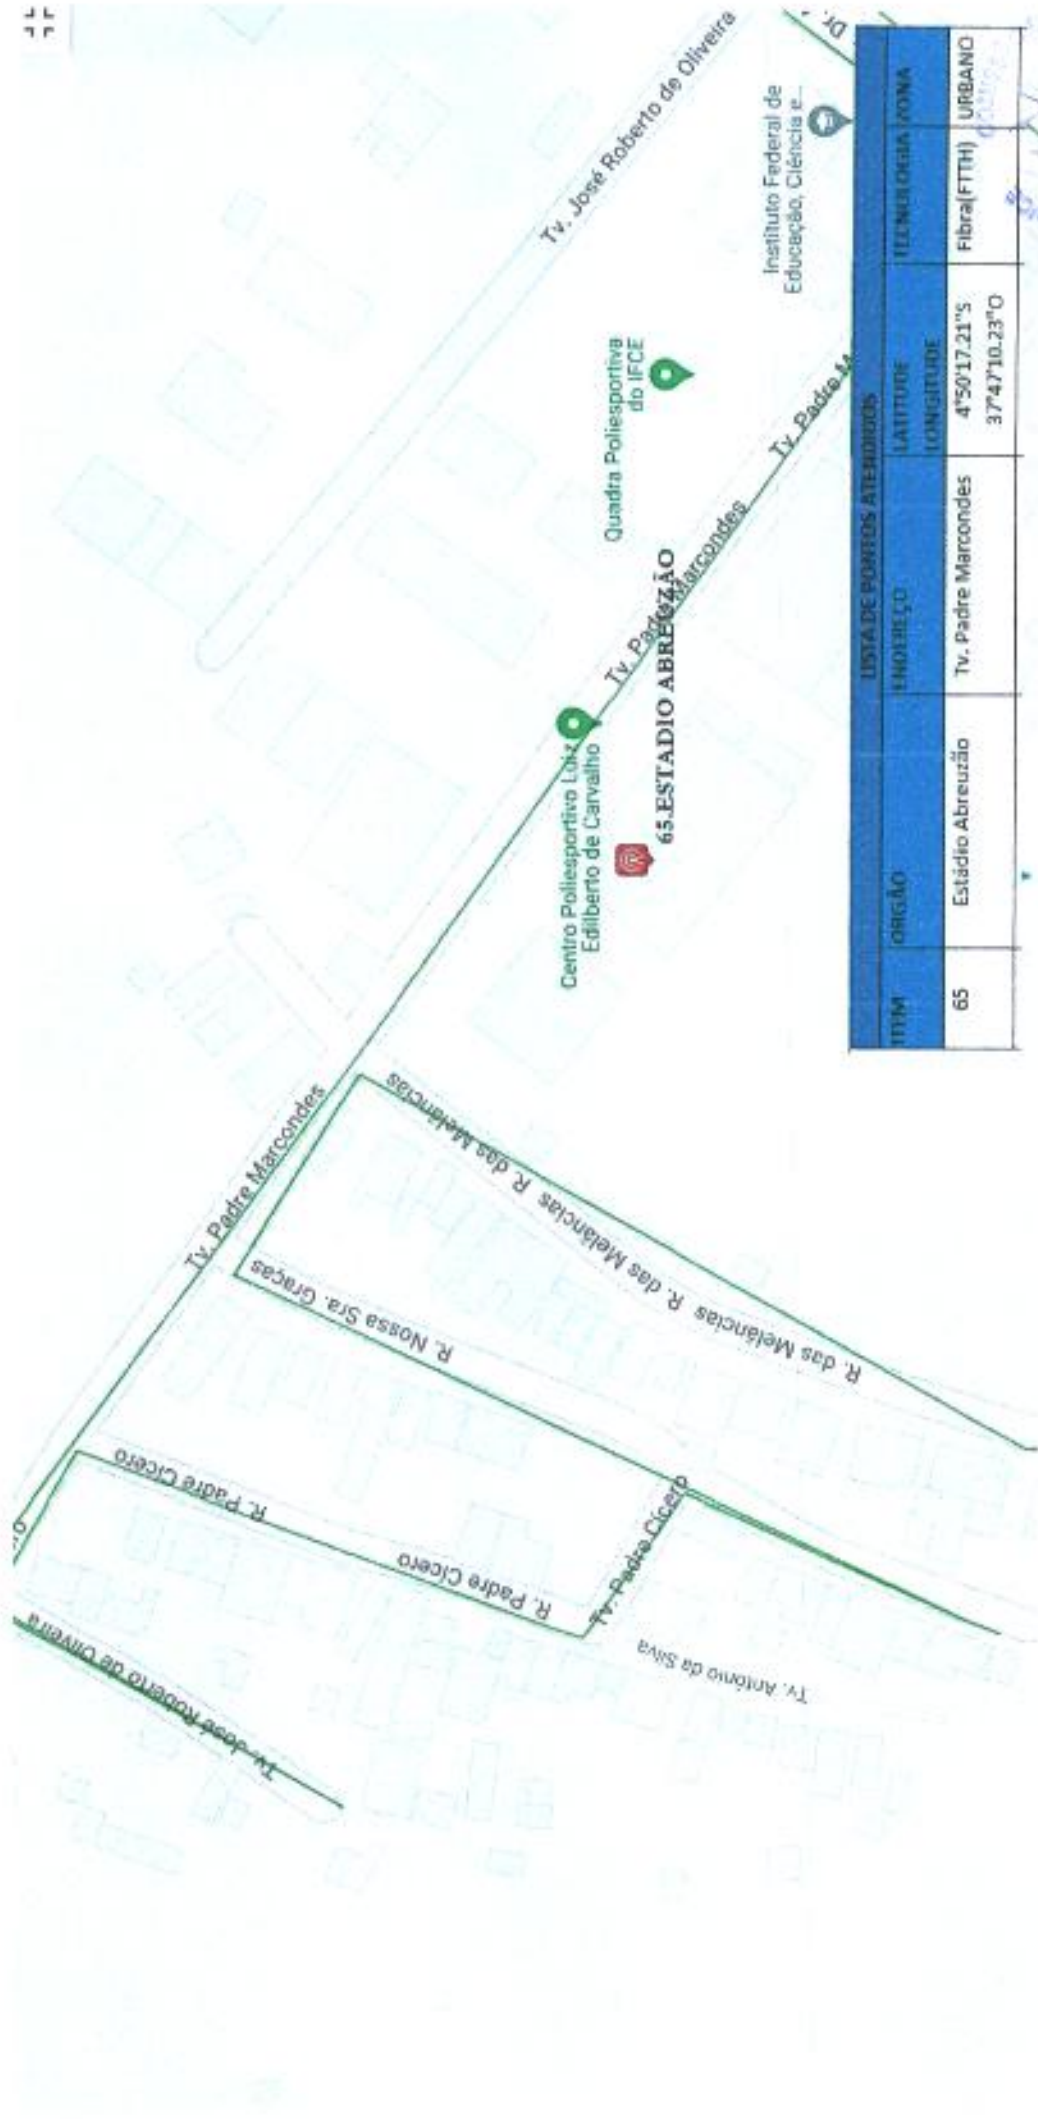 Tv. José Roberto de Oliveira
Dr.
Instituto Federal de
Educação, Ciência e...
Quadra Poliesportiva
do IFCE
Tv. Padre M
Tv. Padre Marcondes
65.ESTADIO ABREUZÃO
Centro Poliesportivo Luiz
Edilberto de Carvalho
Tv. Padre Marcondes
R. das Melâncias
R. das Melâncias
R. das Melâncias
R. Nossa Sra. Graças
R. Padre Cícero
R. Padre Cícero
Tv. Padre Cícero
Tv. Antônio da Silva
Tv. José Roberto de Oliveira
LISTA DE PONTOS ATENDIDOS
ITEM ORGÃO ENDEREÇO LATITUDE TECNOLOGIA ZONA
LONGITUDE
65 Estádio Abreuzão Tv. Padre Marcondes 4°50'17.21"S Fibra(FTTH) URBANO
37°47'10.23"O